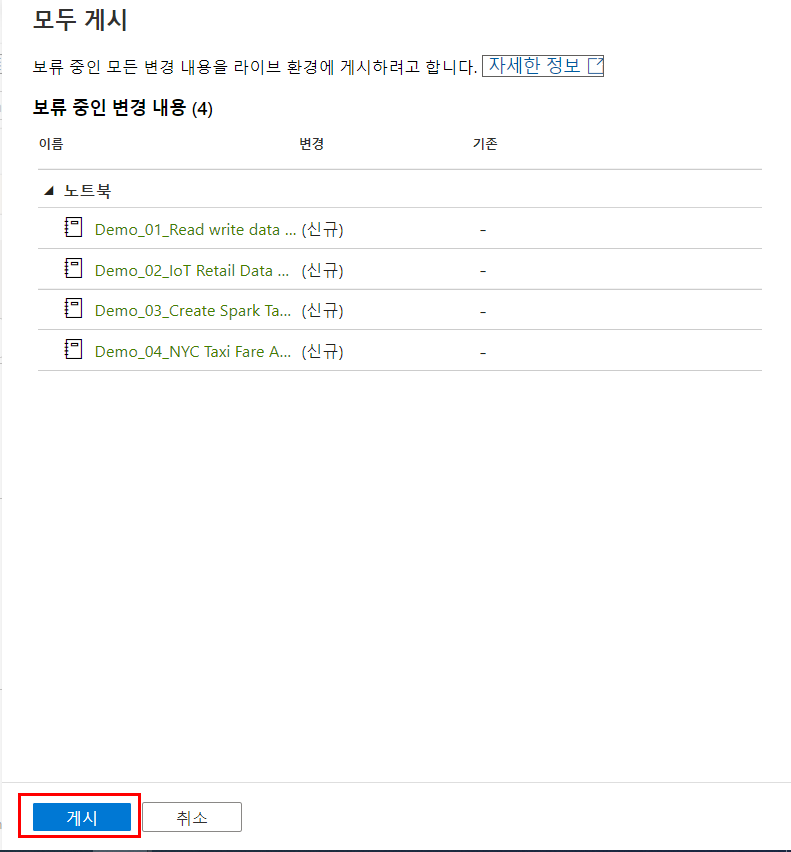 모두 게시
보류 중인 모든 변경 내용을 라이브 환경에 게시하려고 합니다. 자세한 정보
보류 중인 변경 내용 (4)
이름 변경 기존
노트북
Demo_01_Read write data ... (신규) -
Demo_02_IoT Retail Data ... (신규) -
Demo_03_Create Spark Ta... (신규) -
Demo_04_NYC Taxi Fare A... (신규) -
게시 취소